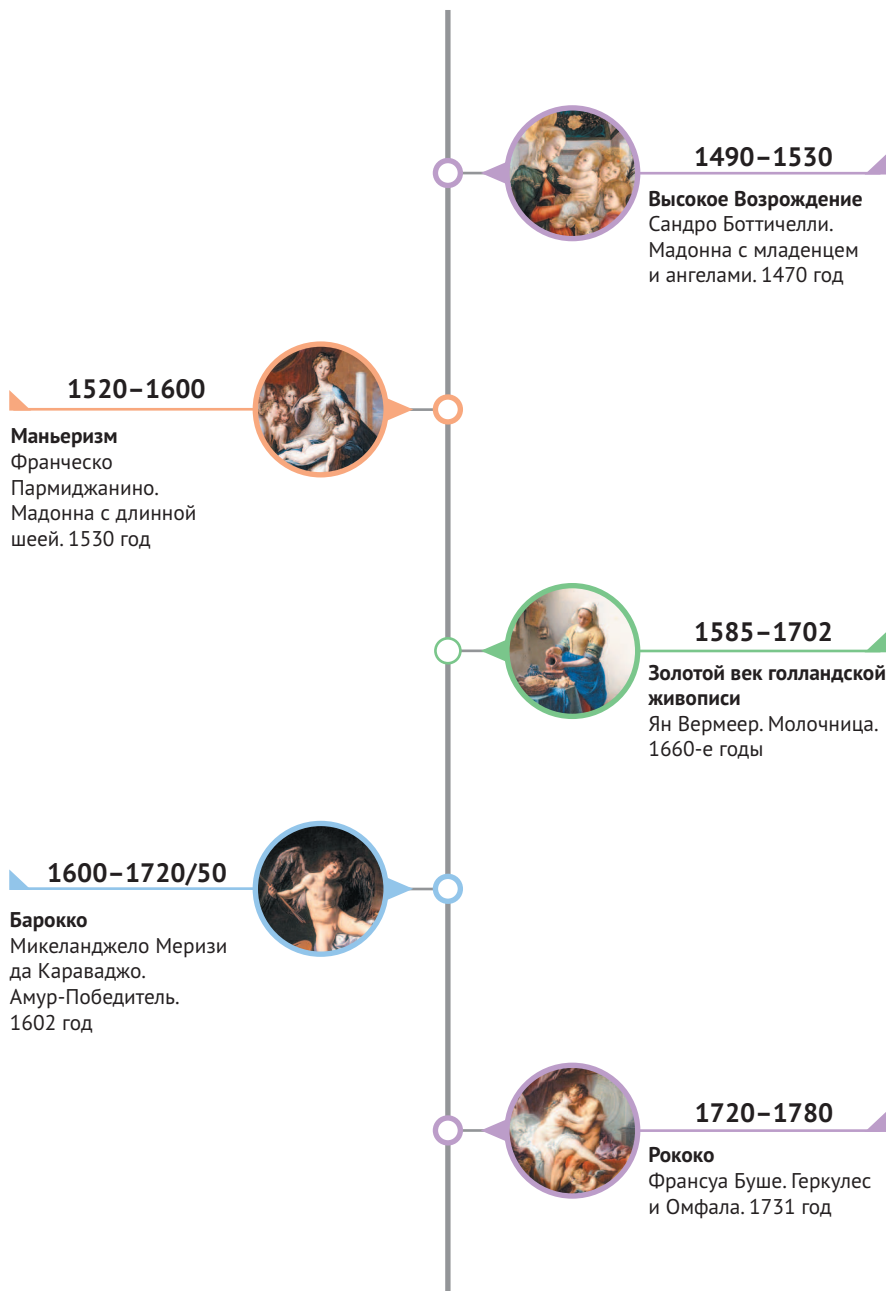 1490–1530
Высокое Возрождение
Сандро Боттичелли.
Мадонна с младенцем
и ангелами. 1470 год
1520–1600
Маньеризм
Франческо
Пармиджанино.
Мадонна с длинной
шеей. 1530 год
1585–1702
Золотой век голландской
живописи
Ян Вермеер. Молочница.
1660-е годы
1600–1720/50
Барокко
Микеланджело Меризи
да Караваджо.
Амур-Победитель.
1602 год
1720–1780
Рококо
Франсуа Буше. Геркулес
и Омфала. 1731 год